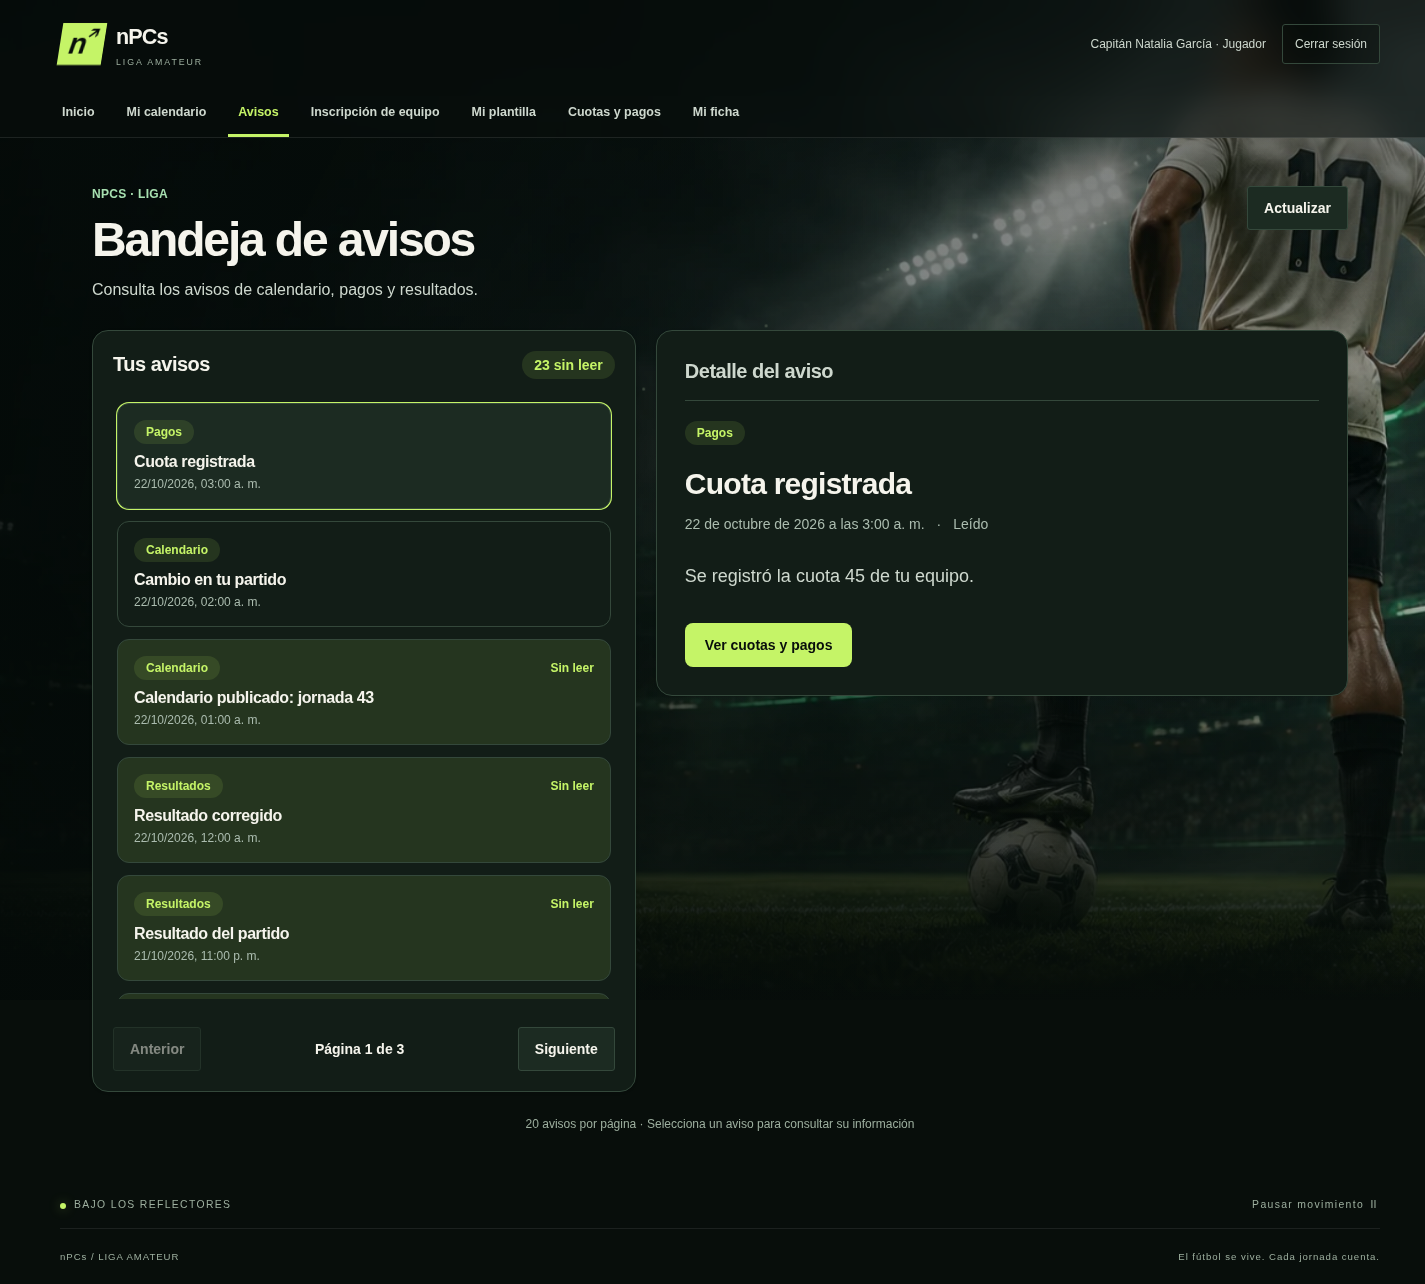 n
nPCs
LIGA AMATEUR
Capitán Natalia García · Jugador
Cerrar sesión
Inicio
Mi calendario
Avisos
Inscripción de equipo
Mi plantilla
Cuotas y pagos
Mi ficha
NPCS · LIGA
Bandeja de avisos
Consulta los avisos de calendario, pagos y resultados.
Actualizar
10
Tus avisos
23 sin leer
Pagos
Cuota registrada
22/10/2026, 03:00 a. m.
Calendario
Cambio en tu partido
22/10/2026, 02:00 a. m.
Calendario
Sin leer
Calendario publicado: jornada 43
22/10/2026, 01:00 a. m.
Resultados
Sin leer
Resultado corregido
22/10/2026, 12:00 a. m.
Resultados
Sin leer
Resultado del partido
21/10/2026, 11:00 p. m.
Anterior
Página 1 de 3
Siguiente
Detalle del aviso
Pagos
Cuota registrada
22 de octubre de 2026 a las 3:00 a. m. · Leído
Se registró la cuota 45 de tu equipo.
Ver cuotas y pagos
20 avisos por página · Selecciona un aviso para consultar su información
BAJO LOS REFLECTORES
Pausar movimiento
nPCs / LIGA AMATEUR
El fútbol se vive. Cada jornada cuenta.